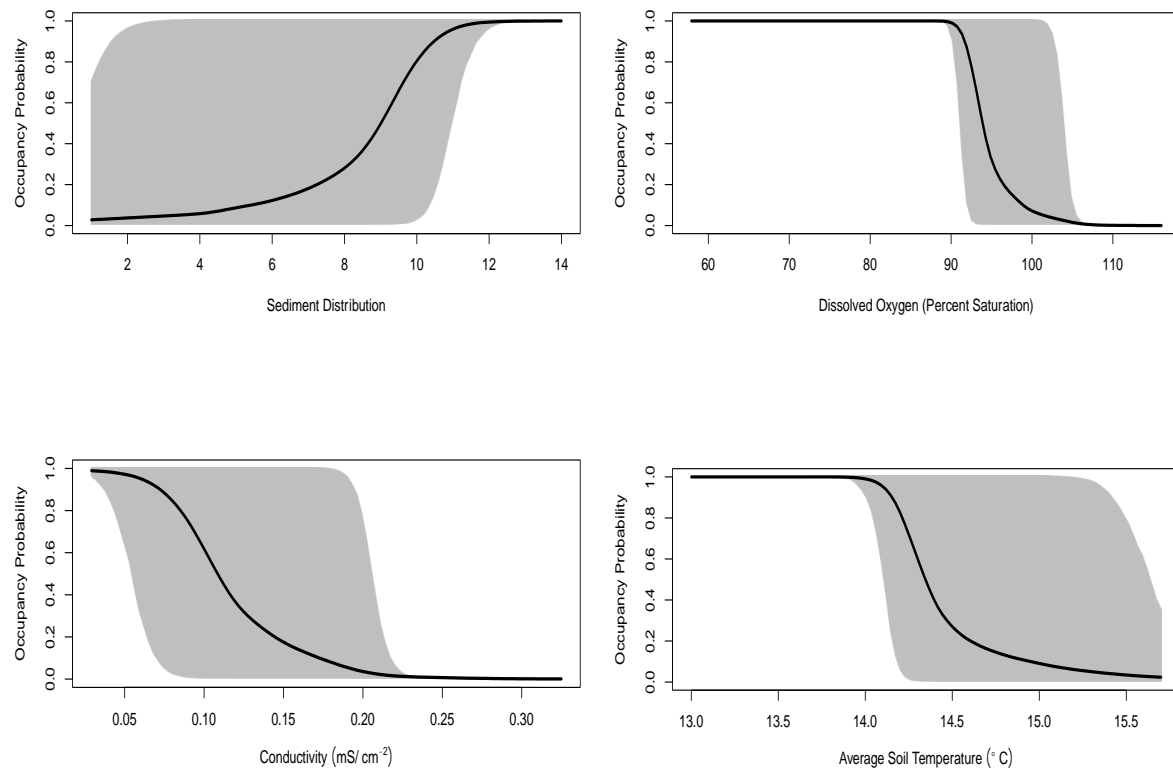 Occupancy Probability
0.0 0.2 0.4 0.6 0.8 1.0
2 4 6 8 10 12 14
Sediment Distribution
Occupancy Probability
0.0 0.2 0.4 0.6 0.8 1.0
60 70 80 90 100 110
Dissolved Oxygen (Percent Saturation)
Occupancy Probability
0.0 0.2 0.4 0.6 0.8 1.0
0.05 0.10 0.15 0.20 0.25 0.30
Conductivity (mS/ cm⁻²)
Occupancy Probability
0.0 0.2 0.4 0.6 0.8 1.0
13.0 13.5 14.0 14.5 15.0 15.5
Average Soil Temperature (° C)